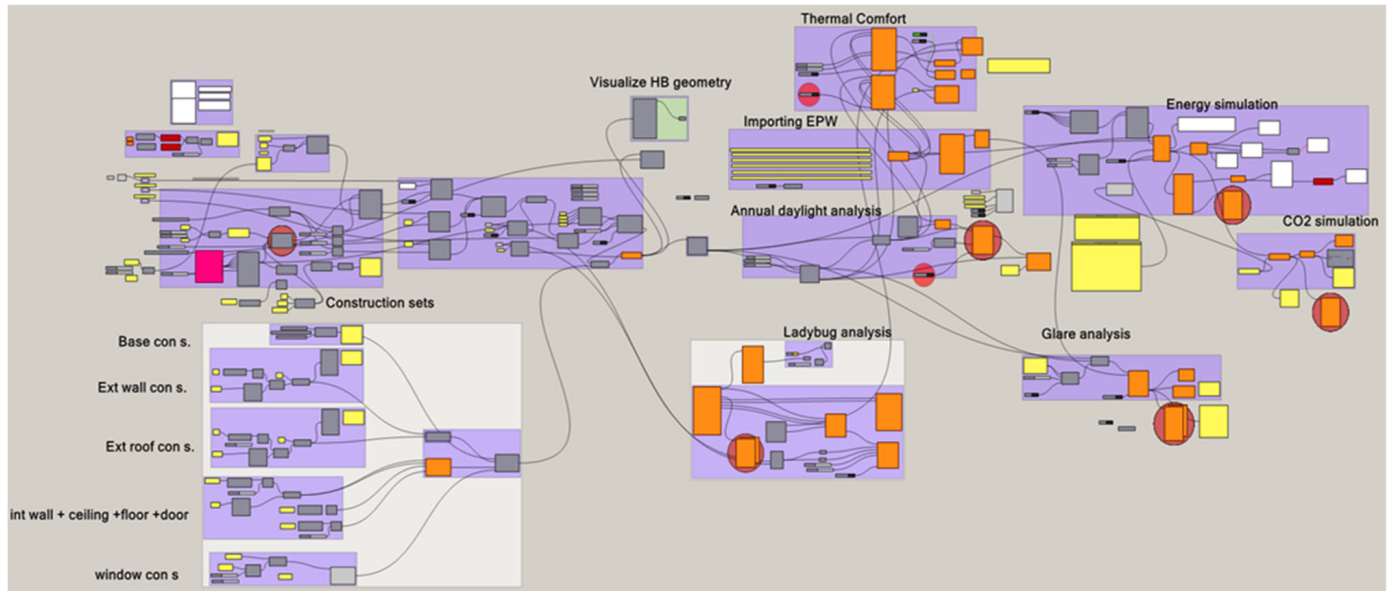 Thermal Comfort
Visualize HB geometry
Energy simulation
Importing EPW
Annual daylight analysis
CO2 simulation
Construction sets
Ladybug analysis
Glare analysis
Base con s.
Ext wall con s.
Ext roof con s.
int wall + ceiling +floor +door
window con s